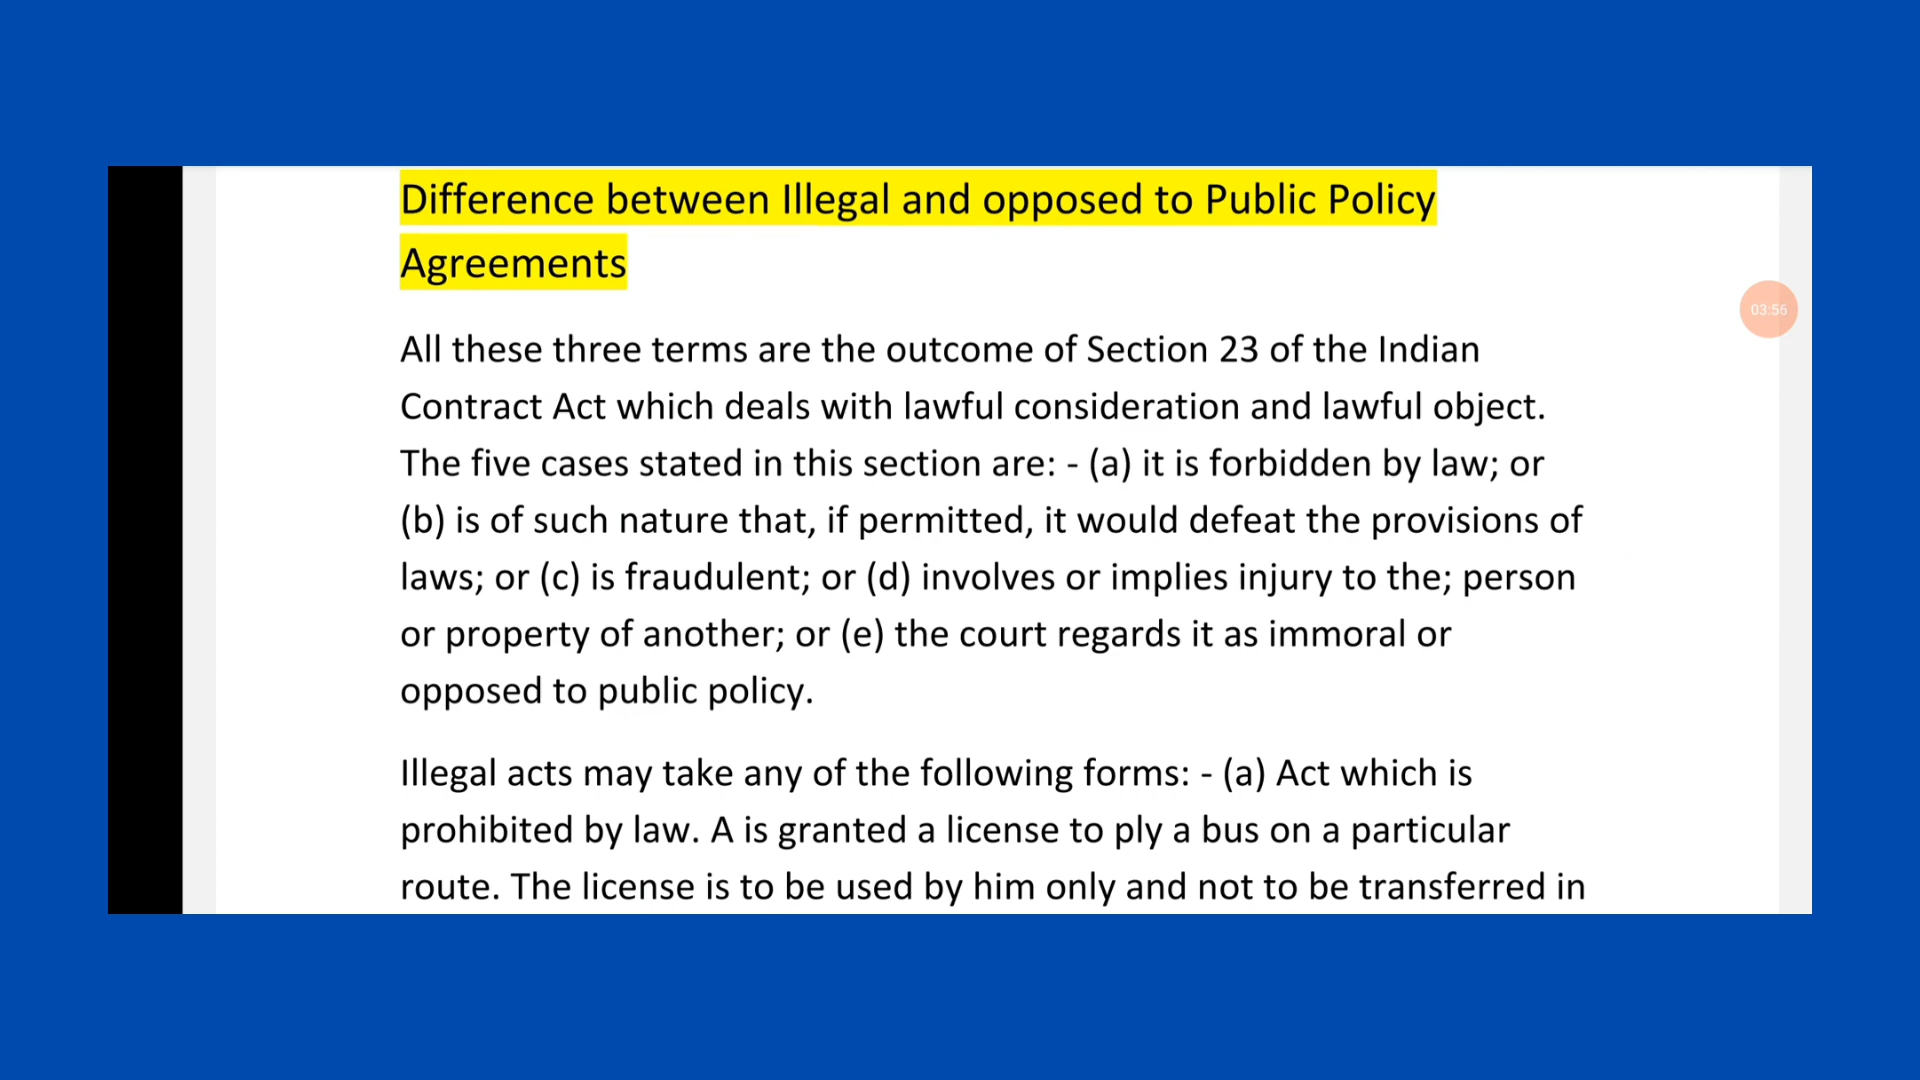 Difference between Illegal and opposed to Public Policy
Agreements
03:56
All these three terms are the outcome of Section 23 of the Indian
Contract Act which deals with lawful consideration and lawful object.
The five cases stated in this section are: - (a) it is forbidden by law; or
(b) is of such nature that, if permitted, it would defeat the provisions of
laws; or (c) is fraudulent; or (d) involves or implies injury to the; person
or property of another; or (e) the court regards it as immoral or
opposed to public policy.
Illegal acts may take any of the following forms: - (a) Act which is
prohibited by law. A is granted a license to ply a bus on a particular
route. The license is to be used by him only and not to be transferred in